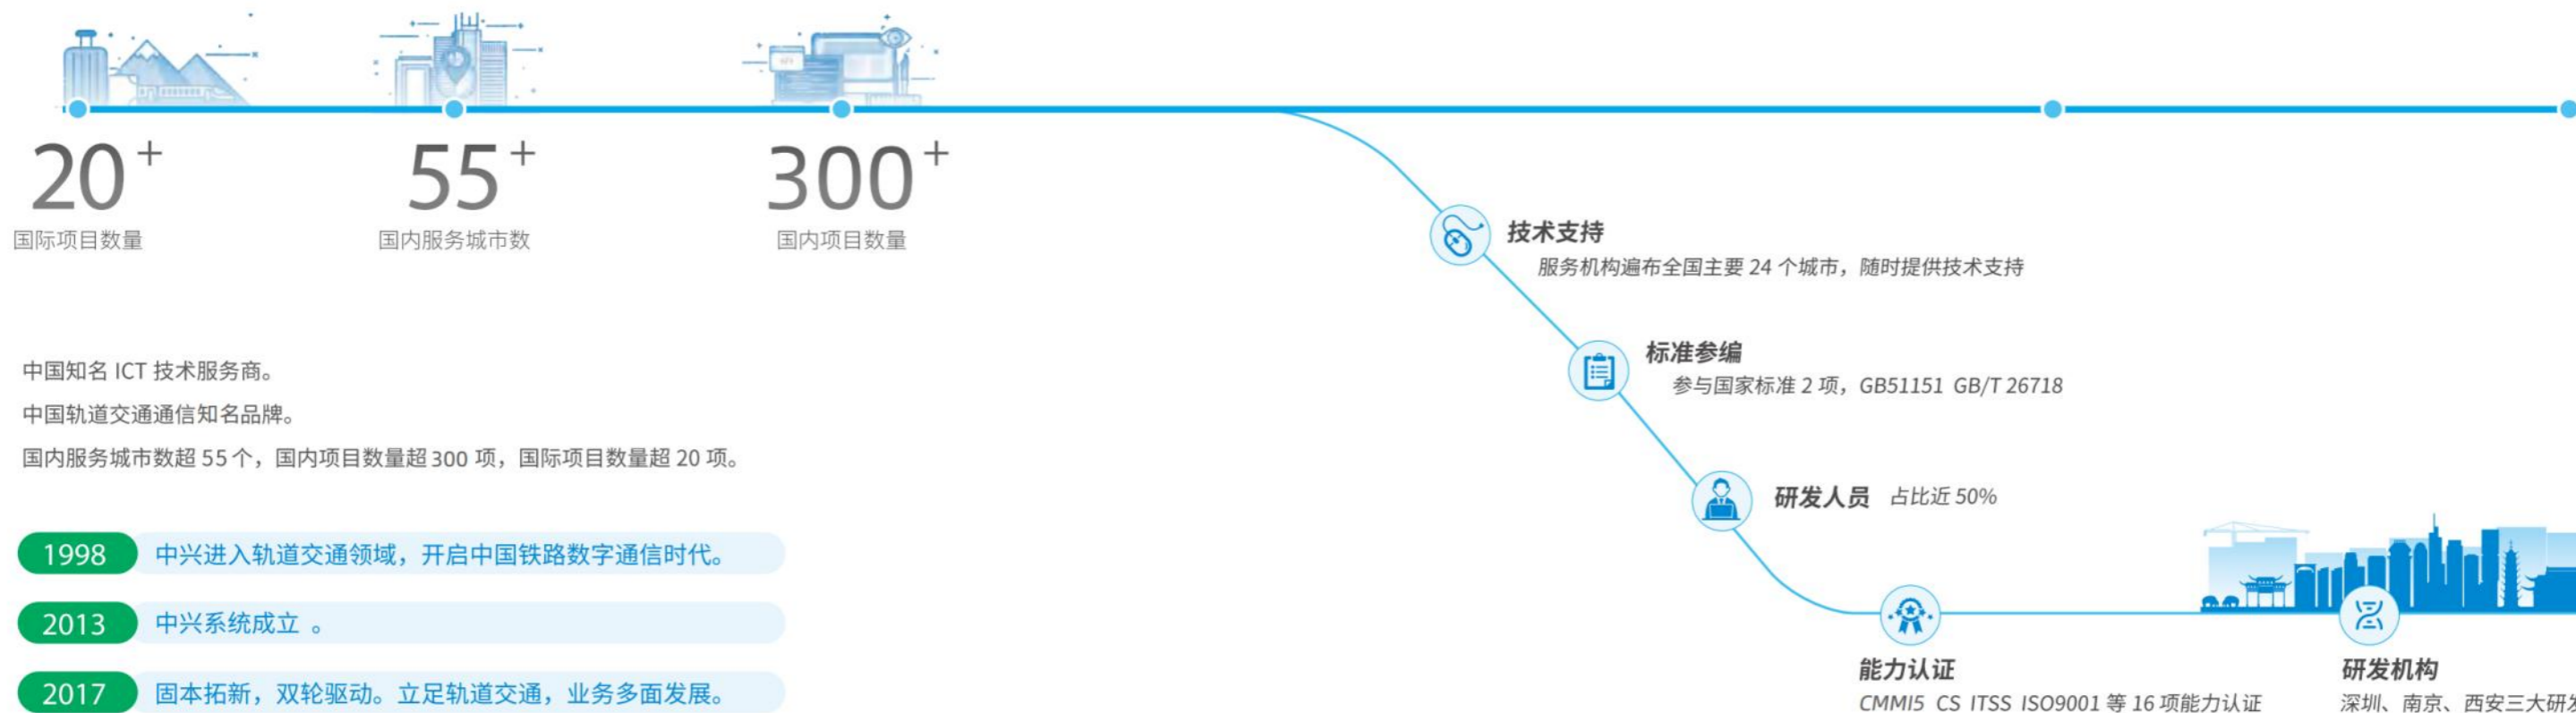 20+
国际项目数量
55+
国内服务城市数
300+
国内项目数量
中国知名 ICT 技术服务商。
中国轨道交通通信知名品牌。
国内服务城市数超 55 个，国内项目数量超 300 项，国际项目数量超 20 项。
1998 中兴进入轨道交通领域，开启中国铁路数字通信时代。
2013 中兴系统成立 。
2017 固本拓新，双轮驱动。立足轨道交通，业务多面发展。
技术支持
服务机构遍布全国主要 24 个城市，随时提供技术支持
标准参编
参与国家标准 2 项，GB51151 GB/T 26718
研发人员 占比近 50%
能力认证
CMMI5 CS ITSS ISO9001 等 16 项能力认证
研发机构
深圳、南京、西安三大研发